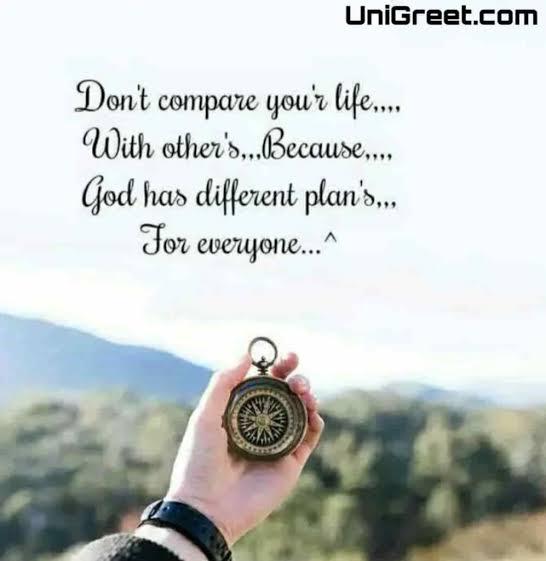 UniGreet.com
Don't compare you'r life,,,,
With other's,,,Because,,,,
God has different plan's,,,
For everyone...^